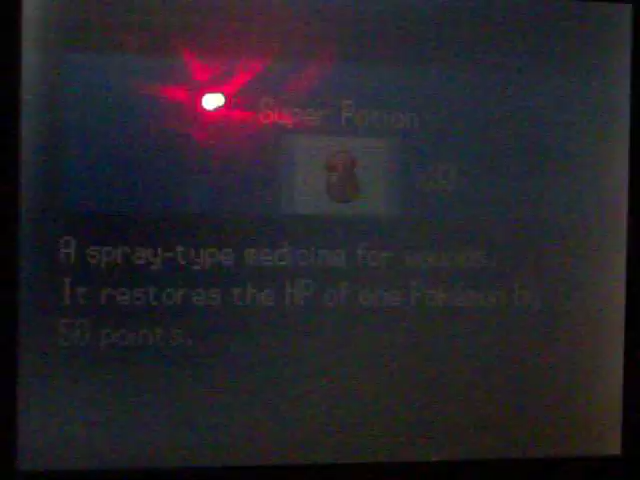 Super Potion
A spray-type medicine for wounds.
It restores the HP of one Pokémon by
50 points.